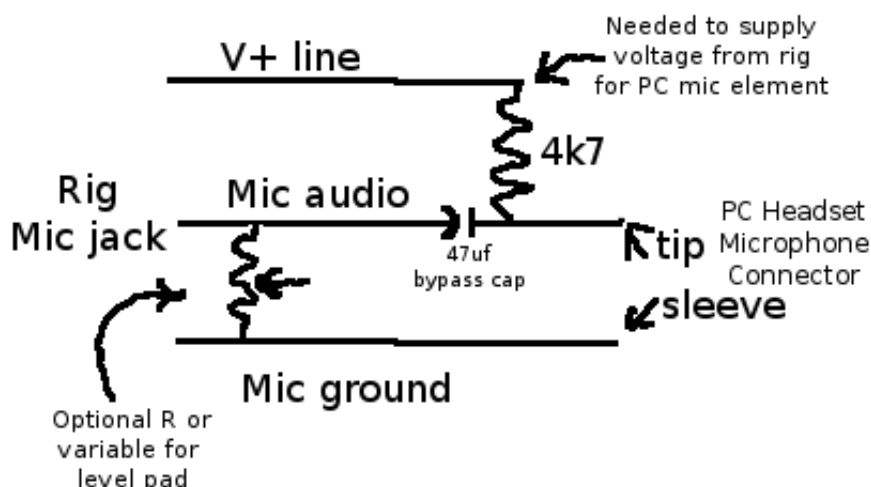 Needed to supply
voltage from rig
for PC mic element
V+ line
4k7
Rig
Mic jack
Mic audio
47uf
bypass cap
tip
PC Headset
Microphone
Connector
sleeve
Mic ground
Optional R or
variable for
level pad